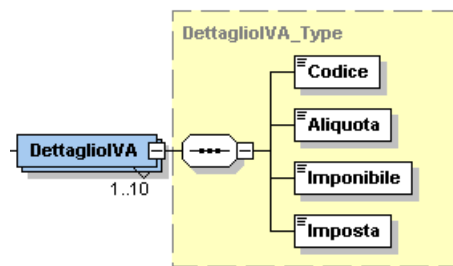 DettaglioIVA_Type
Codice
Aliquota
DettaglioIVA
1..10
Imponibile
Imposta